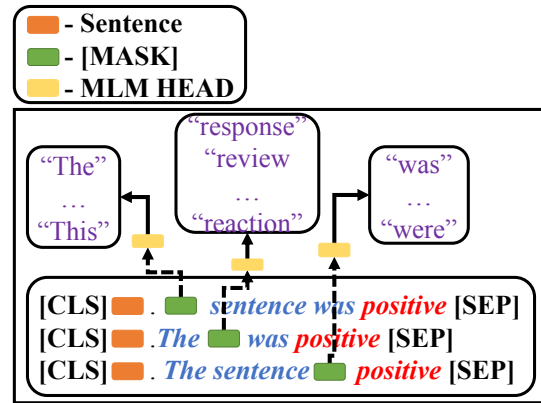 - Sentence
- [MASK]
- MLM HEAD
“response”
“review
…
“reaction”
“The”
…
“This”
“was”
…
“were”
[CLS] . sentence was positive [SEP]
[CLS] .The was positive [SEP]
[CLS] . The sentence positive [SEP]